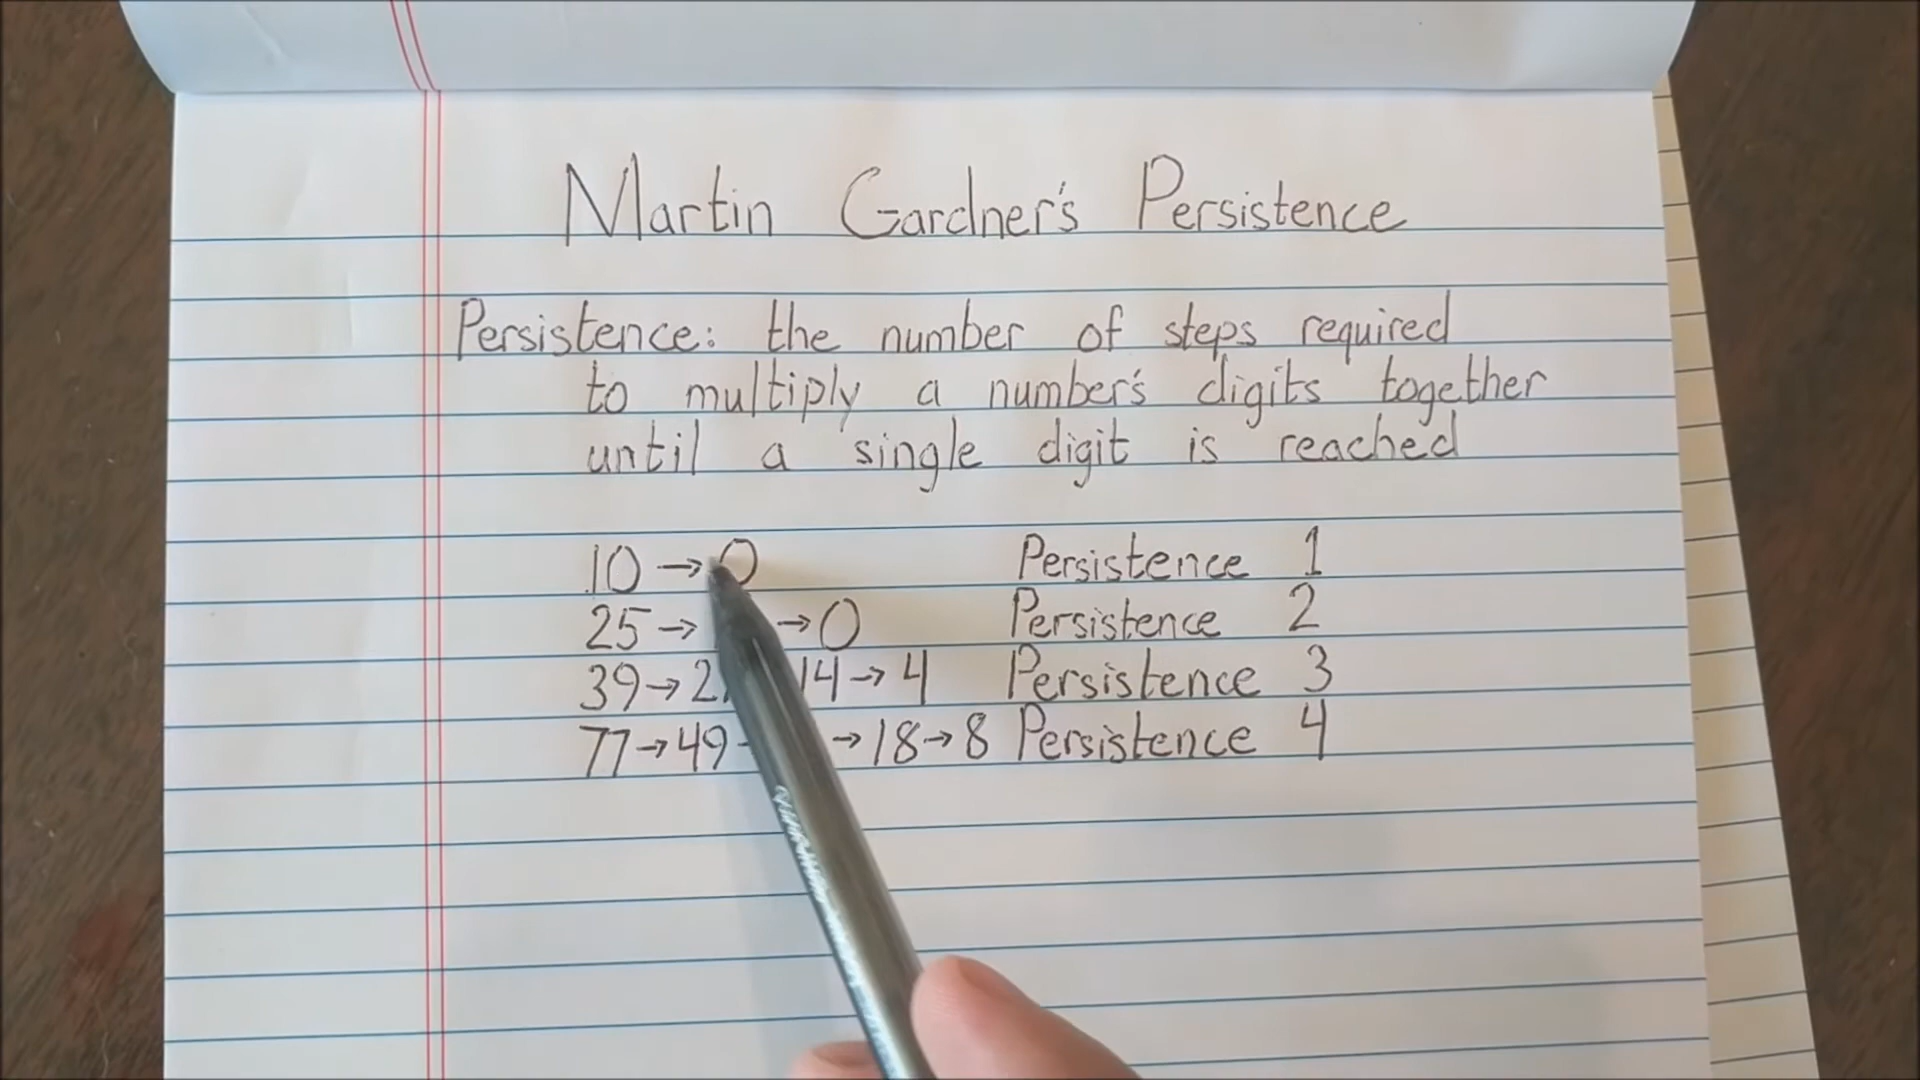 Martin Gardner's Persistence
Persistence: the number of steps required
to multiply a number's digits together
until a single digit is reached
10→0 Persistence 1
25→ →0 Persistence 2
39→2 14→4 Persistence 3
77→49 →18→8 Persistence 4